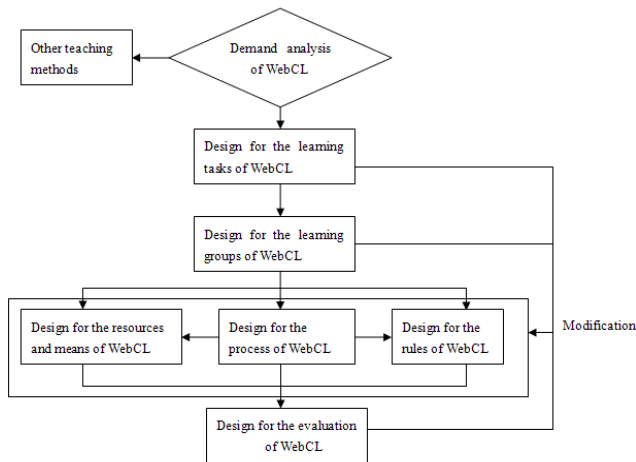 Demand analysis
of WebCL
Other teaching
methods
Design for the learning
tasks of WebCL
Design for the learning
groups of WebCL
Design for the resources
and means of WebCL
Design for the
process of WebCL
Design for the
rules of WebCL
Modification
Design for the evaluation
of WebCL